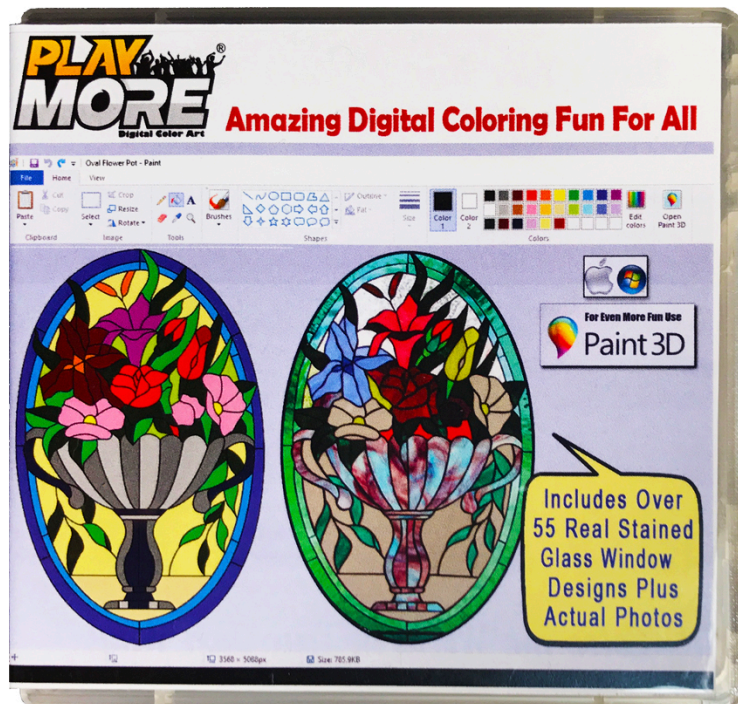 PLAY
MORE®
Digital Color Art
Amazing Digital Coloring Fun For All
Oval Flower Pot - Paint
File Home View
Paste
Cut
Copy
Clipboard
Select
Crop
Resize
Rotate
Image
A
Tools
Brushes
Shapes
Outline
Fill
Size
Color
1
Color
2
Colors
Edit
colors
Open
Paint 3D
For Even More Fun Use
Paint 3D
Includes Over
55 Real Stained
Glass Window
Designs Plus
Actual Photos
3568 × 5068px
Size: 785.9KB